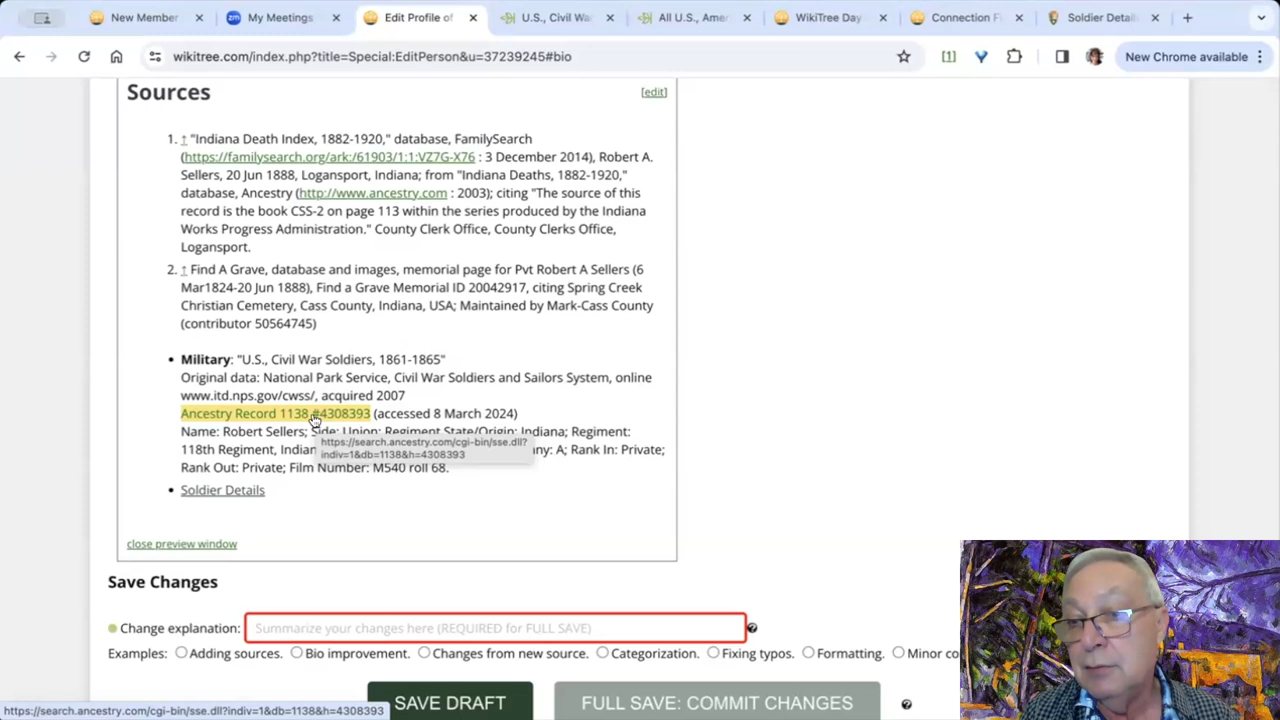 New Member
My Meetings
Edit Profile of
U.S., Civil Wa
All U.S., Amer
WikiTree Day
Connection F
Soldier Detai
wikitree.com/index.php?title=Special:EditPerson&u=37239245#bio
New Chrome available
Sources
[edit]
1. ↑ "Indiana Death Index, 1882-1920," database, FamilySearch
(https://familysearch.org/ark:/61903/1:1:VZ7G-X76 : 3 December 2014), Robert A.
Sellers, 20 Jun 1888, Logansport, Indiana; from "Indiana Deaths, 1882-1920,"
database, Ancestry (http://www.ancestry.com : 2003); citing "The source of this
record is the book CSS-2 on page 113 within the series produced by the Indiana
Works Progress Administration." County Clerk Office, County Clerks Office,
Logansport.
2. ↑ Find A Grave, database and images, memorial page for Pvt Robert A Sellers (6
Mar1824-20 Jun 1888), Find a Grave Memorial ID 20042917, citing Spring Creek
Christian Cemetery, Cass County, Indiana, USA; Maintained by Mark-Cass County
(contributor 50564745)
• Military: "U.S., Civil War Soldiers, 1861-1865"
Original data: National Park Service, Civil War Soldiers and Sailors System, online
www.itd.nps.gov/cwss/, acquired 2007
Ancestry Record 1138 #4308393 (accessed 8 March 2024)
Name: Robert Sellers; Side: Union; Regiment State/Origin: Indiana; Regiment:
118th Regiment, Indian
any: A; Rank In: Private;
https://search.ancestry.com/cgi-bin/sse.dll?
indiv=1&db=1138&h=4308393
Rank Out: Private; Film Number: M540 roll 68.
• Soldier Details
close preview window
Save Changes
Change explanation: Summarize your changes here (REQUIRED for FULL SAVE)
Examples: Adding sources. Bio improvement. Changes from new source. Categorization. Fixing typos. Formatting. Minor co
SAVE DRAFT
FULL SAVE: COMMIT CHANGES
https://search.ancestry.com/cgi-bin/sse.dll?indiv=1&db=1138&h=4308393